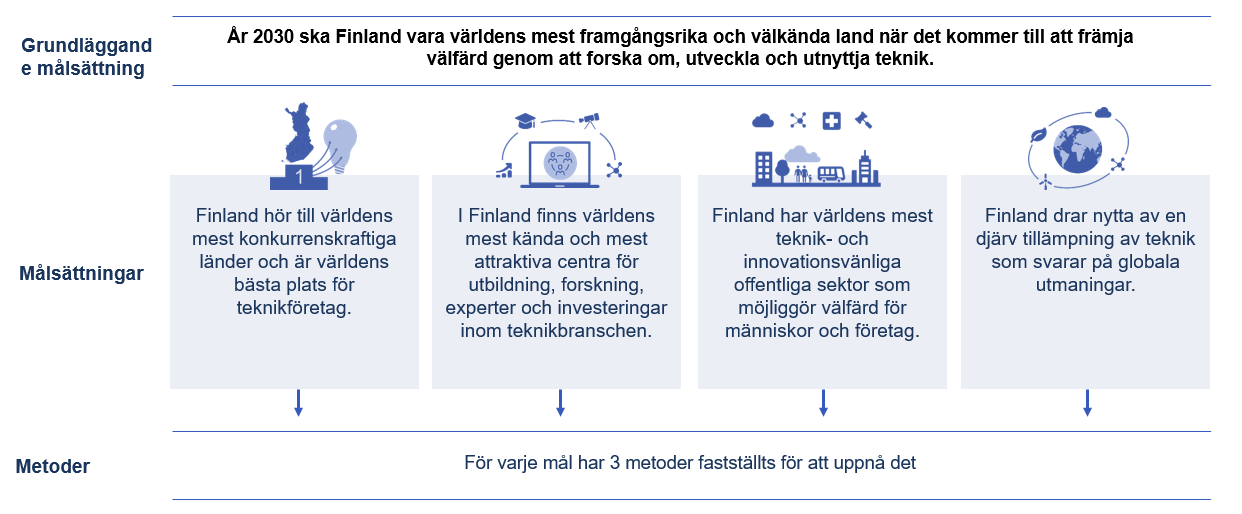 Grundläggand
e målsättning
År 2030 ska Finland vara världens mest framgångsrika och välkända land när det kommer till att främja
välfärd genom att forska om, utveckla och utnyttja teknik.
1
Målsättningar
Finland hör till världens
mest konkurrenskraftiga
länder och är världens
bästa plats för
teknikföretag.
I Finland finns världens
mest kända och mest
attraktiva centra för
utbildning, forskning,
experter och investeringar
inom teknikbranschen.
Finland har världens mest
teknik- och
innovationsvänliga
offentliga sektor som
möjliggör välfärd för
människor och företag.
Finland drar nytta av en
djärv tillämpning av teknik
som svarar på globala
utmaningar.
Metoder
För varje mål har 3 metoder fastställts för att uppnå det